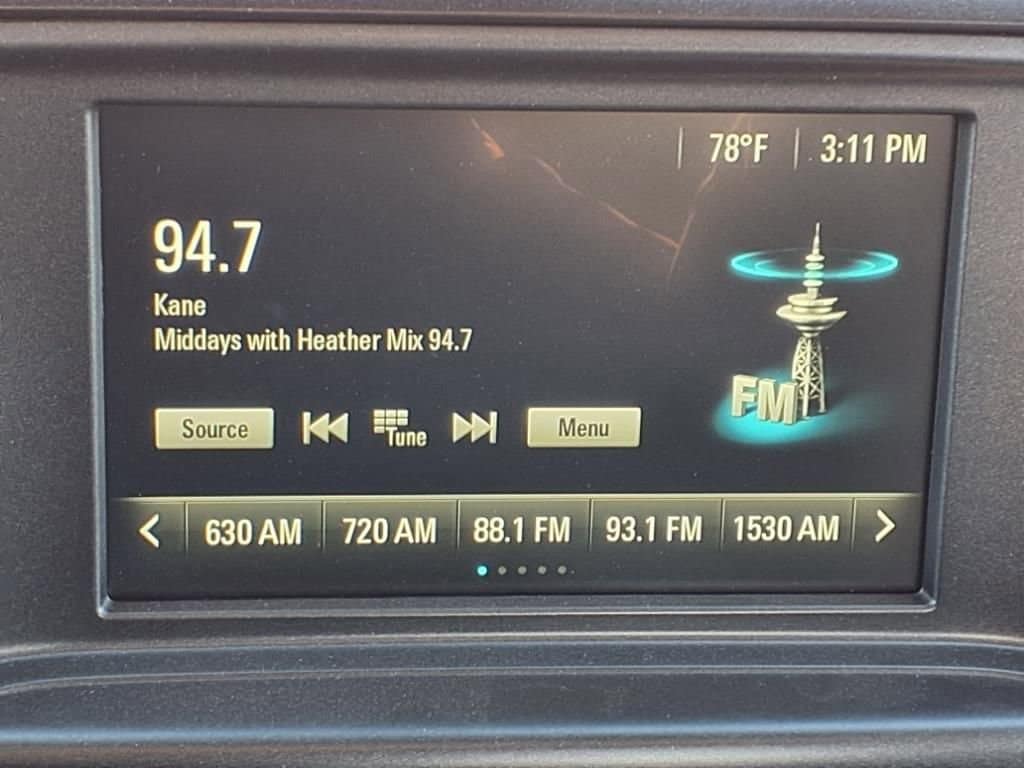 78°F 3:11 PM
94.7
Kane
Middays with Heather Mix 94.7
FM
Source Tune Menu
630 AM 720 AM 88.1 FM 93.1 FM 1530 AM